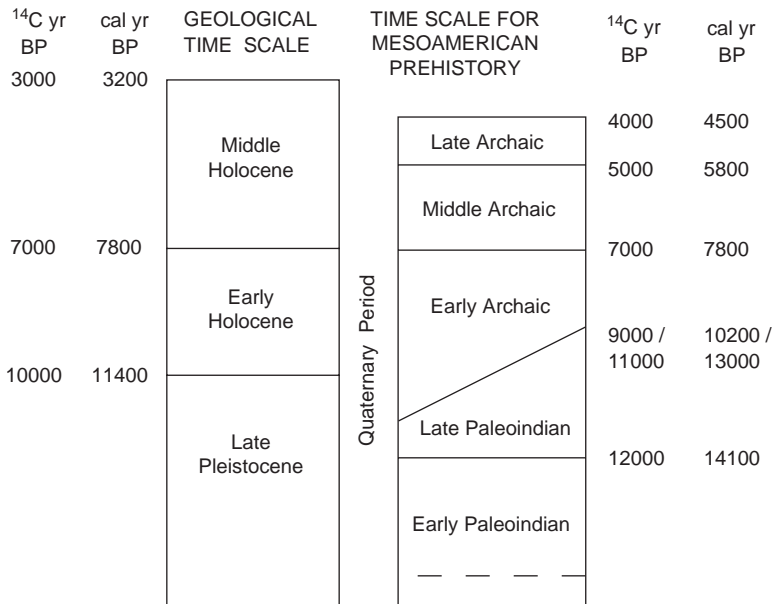 ¹⁴C yr BP
cal yr BP
GEOLOGICAL
TIME SCALE
TIME SCALE FOR
MESOAMERICAN
PREHISTORY
¹⁴C yr BP
cal yr BP
3000 3200
Middle
Holocene
7000 7800
Early
Holocene
10000 11400
Late
Pleistocene
Quaternary Period
Late Archaic
4000 4500
5000 5800
Middle Archaic
7000 7800
Early Archaic
9000 / 10200 /
11000 13000
Late Paleoindian
12000 14100
Early Paleoindian